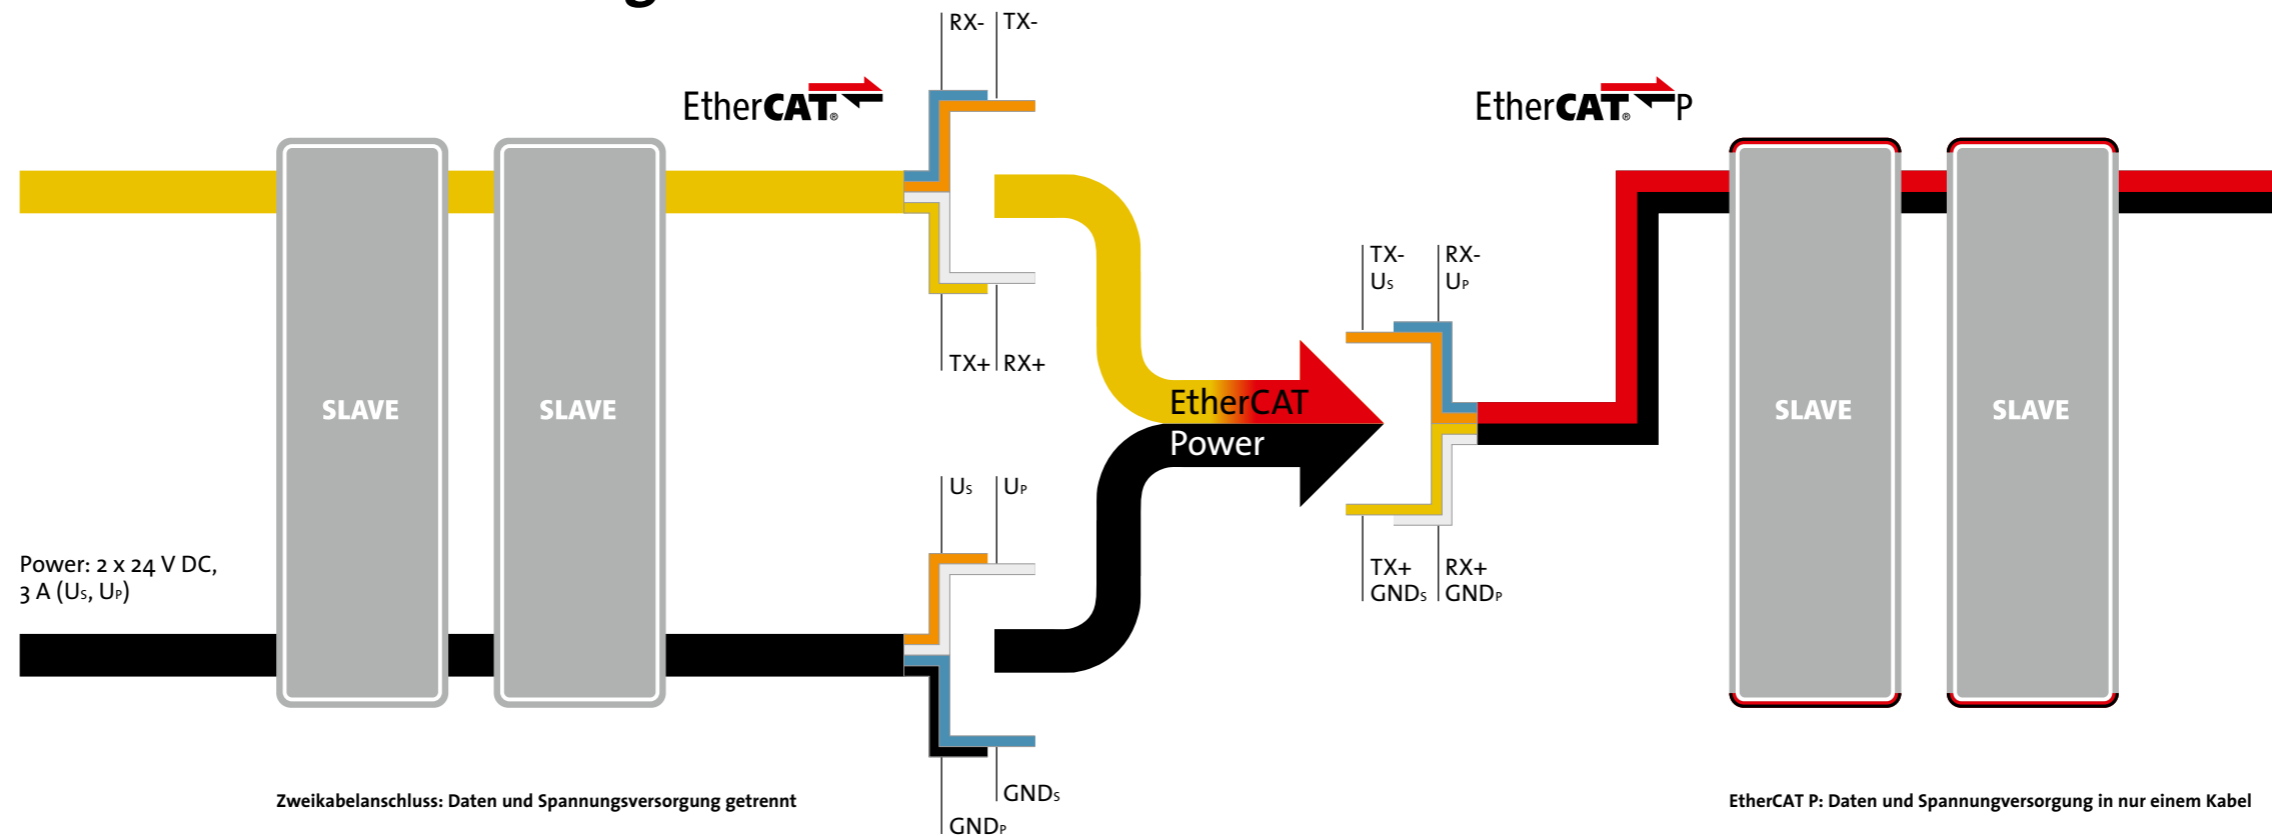 g
RX- TX-
EtherCAT®
EtherCAT®P
TX- RX-
US UP
TX+ RX+
EtherCAT
Power
SLAVE SLAVE SLAVE SLAVE
US UP
Power: 2 x 24 V DC,
3 A (US, UP)
TX+ RX+
GNDS GNDP
Zweikabelanschluss: Daten und Spannungsversorgung getrennt
GNDS
GNDP
EtherCAT P: Daten und Spannungversorgung in nur einem Kabel